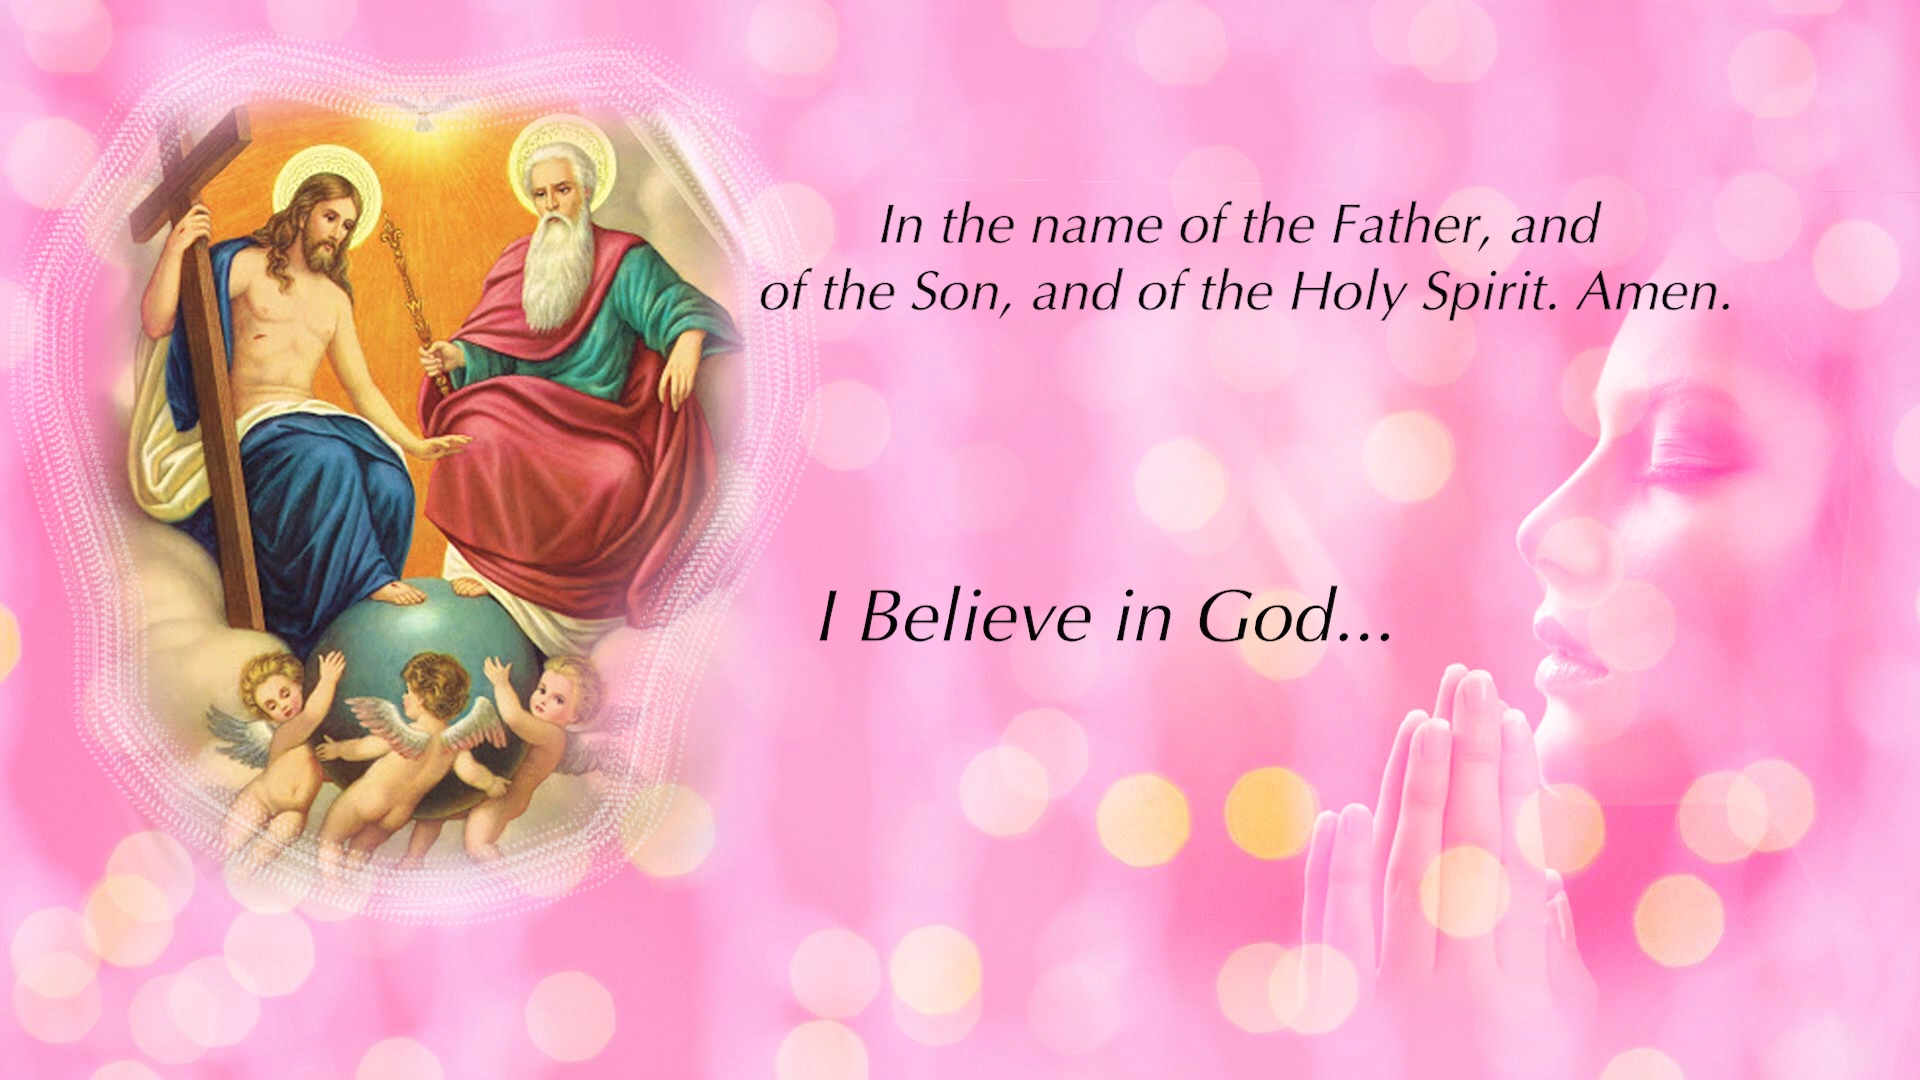 In the name of the Father, and
of the Son, and of the Holy Spirit. Amen.
I Believe in God...